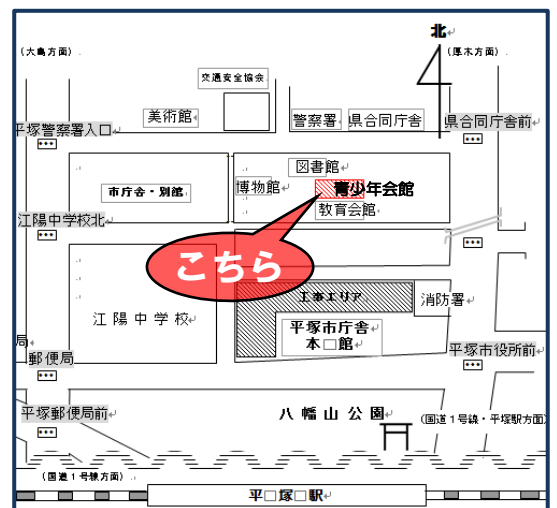 北
(大島方面)
(厚木方面)
交通安全協会
美術館
警察署
県合同庁舎
県合同庁舎前
平塚警察署入口
図書館
市庁舎・別館
博物館
青少年会館
教育会館
江陽中学校北
こちら
工事エリア
消防署
江陽中学校
平塚市庁舎
本□館
局
郵便局
平塚市役所前
平塚郵便局前
八幡山公園
(国道1号線・平塚駅方面)
(国道1号線方面)
平□塚□駅